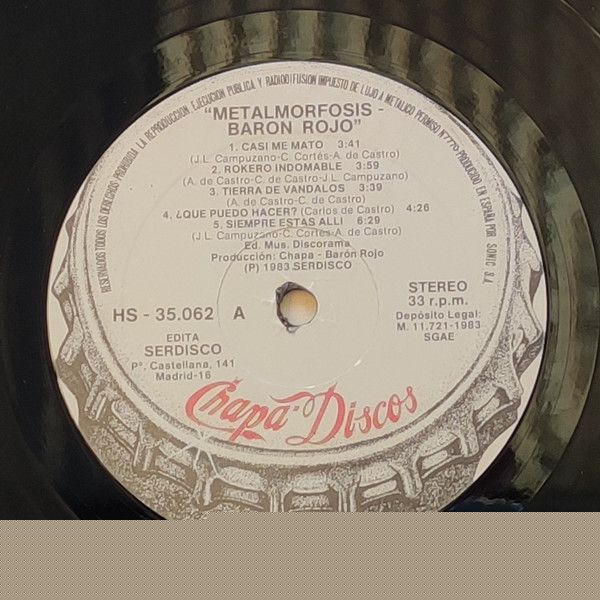 RESERVADOS TODOS LOS DERECHOS PROHIBIDA LA REPRODUCCION, EJECUCION PUBLICA Y RADIODIFUSION IMPUESTO DE LUJO A METALICO PERMISO Nº7770 PRODUCIDO EN ESPAÑA POR SONIC S.A.
"METALMORFOSIS -
BARON ROJO"
1. CASI ME MATO 3:41
(J.L. Campuzano-C. Cortés-A. de Castro)
2. ROKERO INDOMABLE 3:59
(A. de Castro-C. de Castro-J.L. Campuzano)
3. TIERRA DE VANDALOS 3:39
(A. de Castro-C. de Castro)
4. ¿QUE PUEDO HACER? (Carlos de Castro) 4:26
5. SIEMPRE ESTAS ALLI 6:29
(J.L. Campuzano-C. Cortés-A. de Castro)
Ed. Mus. Discorama
Producción: Chapa - Barón Rojo
(P) 1983 SERDISCO
HS - 35.062 A
STEREO
33 r.p.m.
Depósito Legal:
M. 11.721-1983
SGAE
EDITA
SERDISCO
Pº. Castellana, 141
Madrid-16
Chapa-Discos